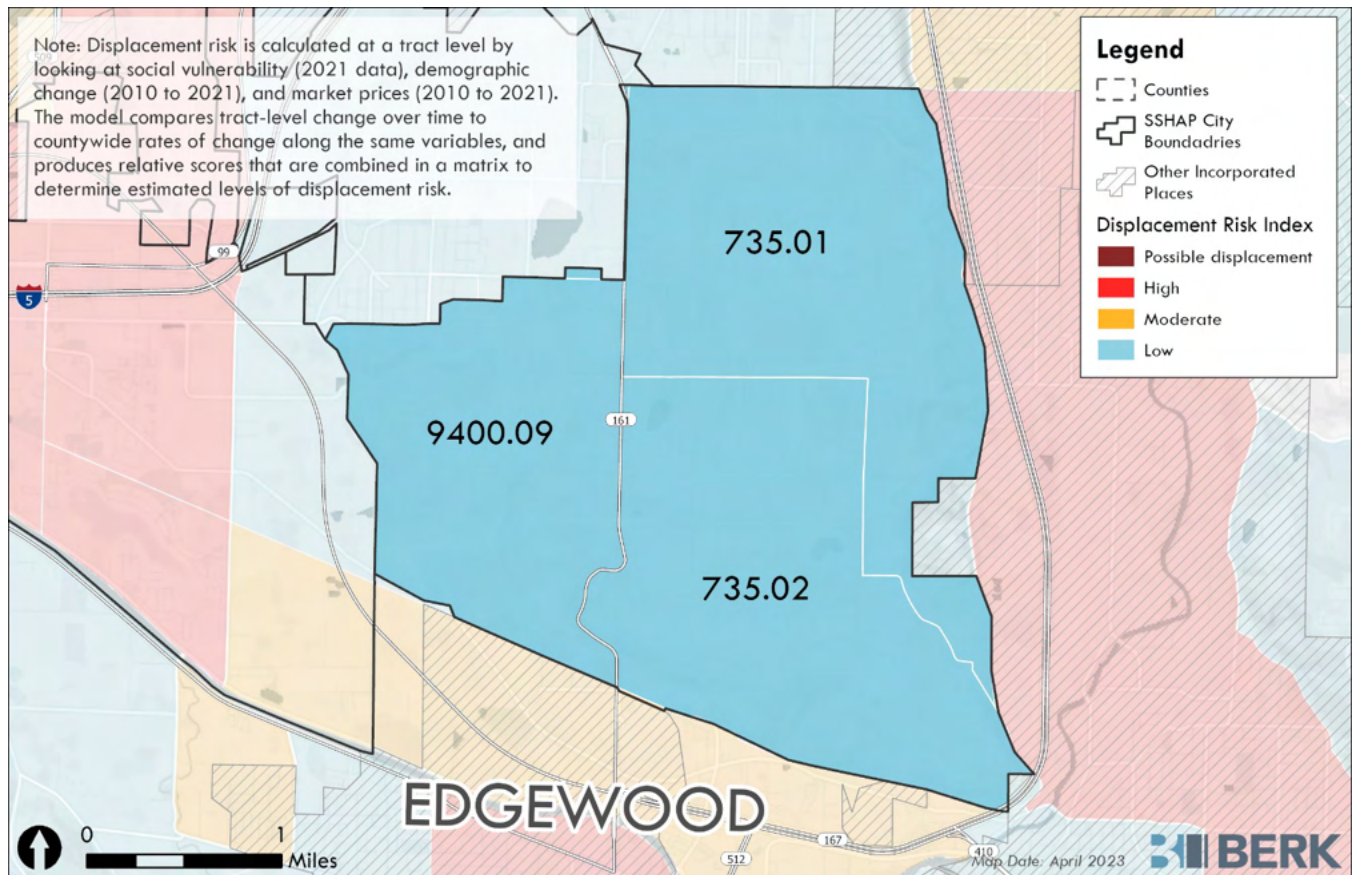 Note: Displacement risk is calculated at a tract level by
looking at social vulnerability (2021 data), demographic
change (2010 to 2021), and market prices (2010 to 2021).
The model compares tract-level change over time to
countywide rates of change along the same variables, and
produces relative scores that are combined in a matrix to
determine estimated levels of displacement risk.
509
99
5
Legend
Counties
SSHAP City
Boundadries
Other Incorporated
Places
Displacement Risk Index
Possible displacement
High
Moderate
Low
735.01
161
9400.09
735.02
EDGEWOOD
0 1 Miles
167
512
410
Map Date: April 2023
BERK